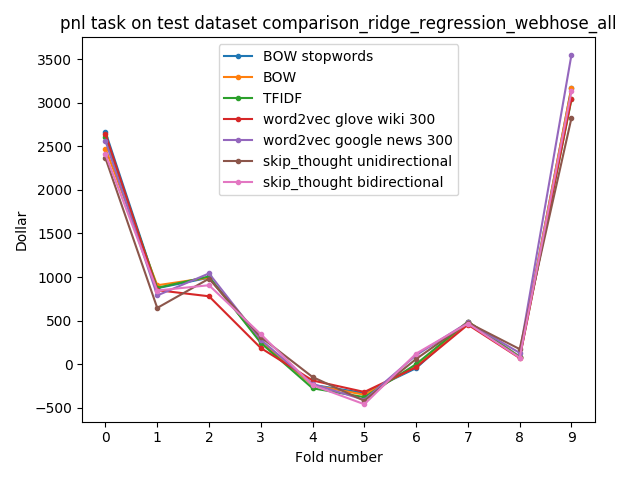 pnl task on test dataset comparison_ridge_regression_webhose_all
3500
3000
2500
2000
1500
1000
500
0
−500
Dollar
BOW stopwords
BOW
TFIDF
word2vec glove wiki 300
word2vec google news 300
skip_thought unidirectional
skip_thought bidirectional
0 1 2 3 4 5 6 7 8 9
Fold number